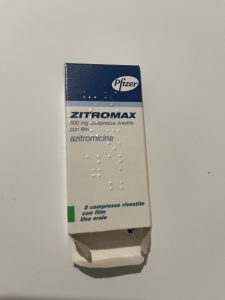 Pfizer
ZITROMAX
500 mg compresse rivestite
con film
azitromicina
3 compresse rivestite
con film
Uso orale